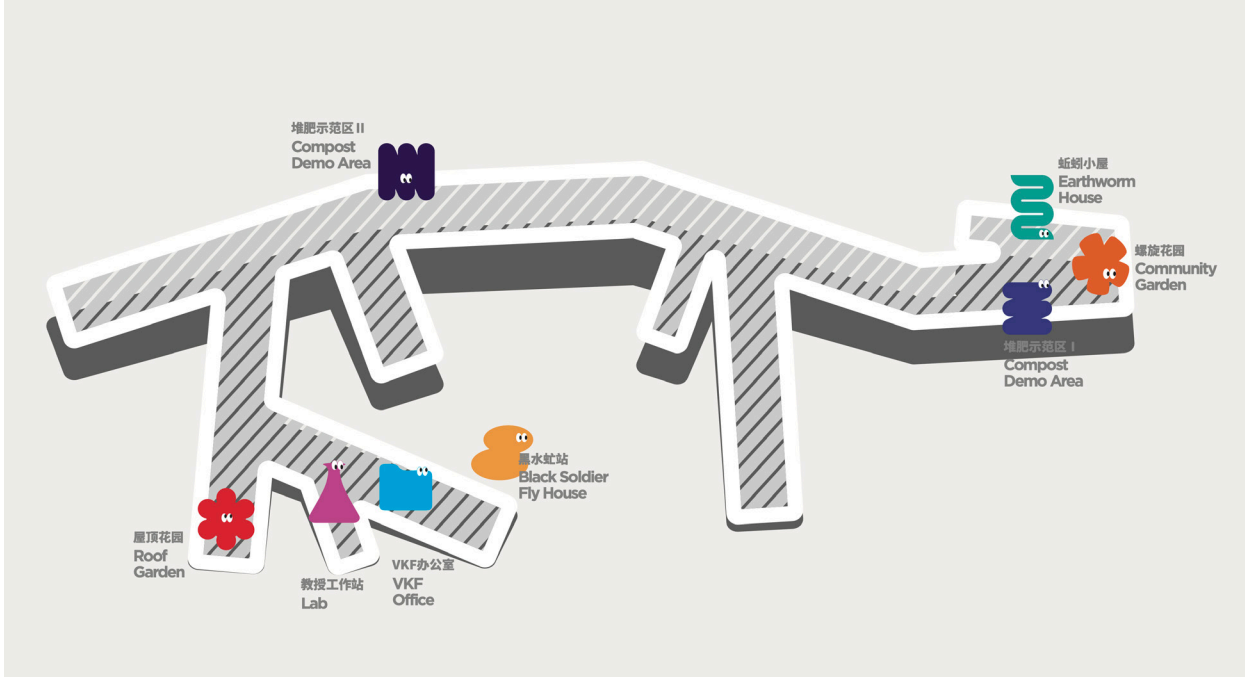 堆肥示范区 II
Compost
Demo Area
蚯蚓小屋
Earthworm
House
螺旋花园
Community
Garden
堆肥示范区 I
Compost
Demo Area
黑水虻站
Black Soldier
Fly House
屋顶花园
Roof
Garden
教授工作站
Lab
VKF办公室
VKF
Office